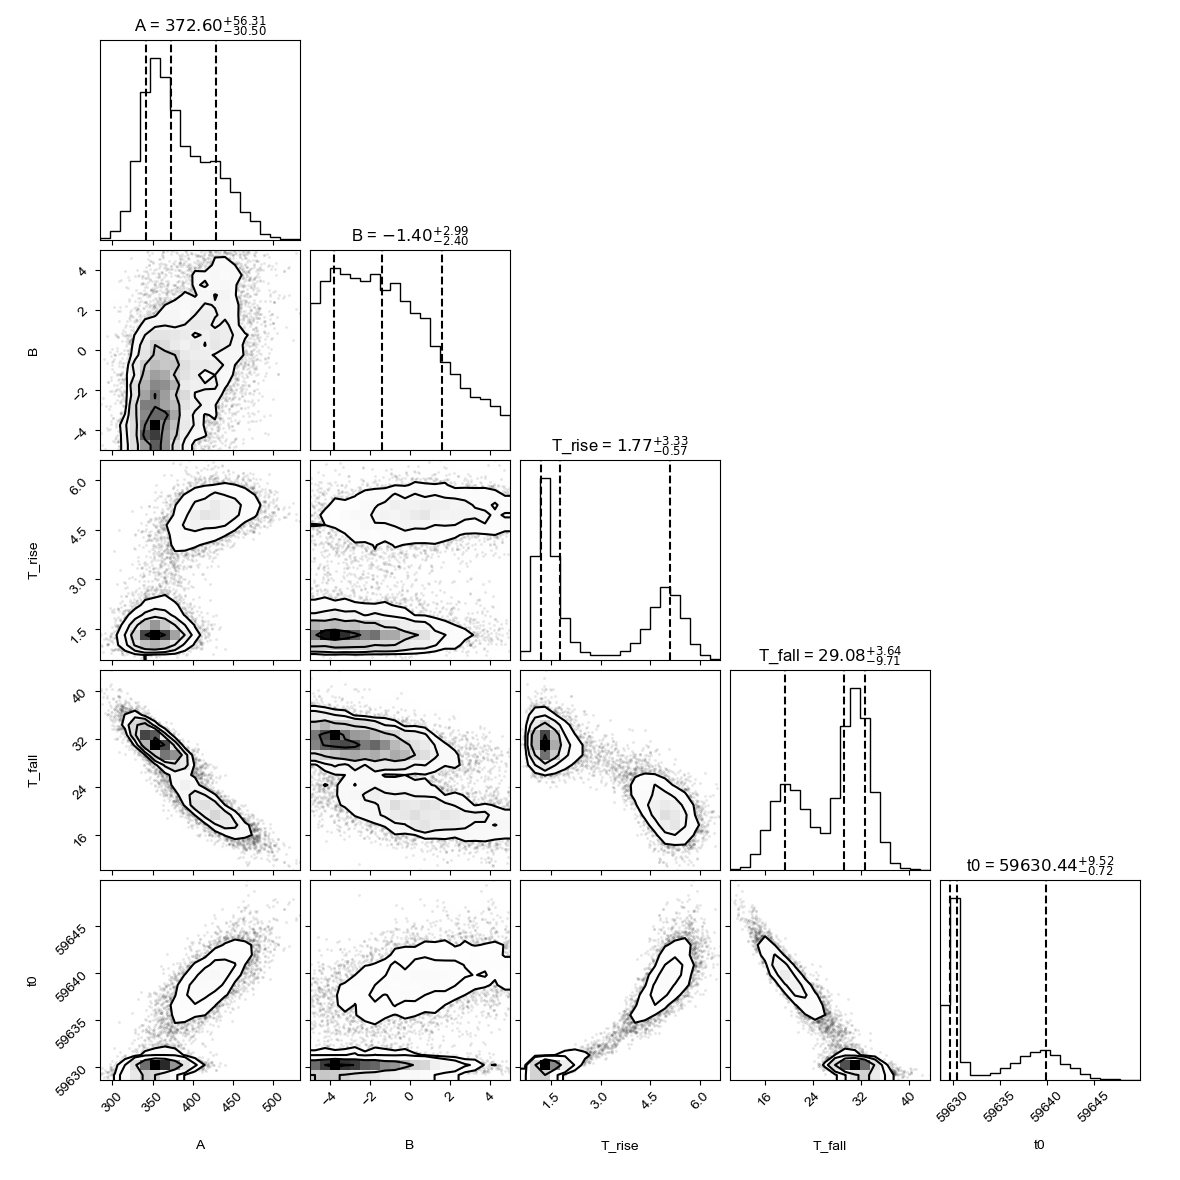 A = 372.60+56.31−30.50
B = −1.40+2.99−2.40
4
2
0
−2
−4
B
T_rise = 1.77+3.33−0.57
6.0
4.5
3.0
1.5
T_rise
T_fall = 29.08+3.64−9.71
40
32
24
16
T_fall
t0 = 59630.44+9.52−0.72
59645
59640
59635
59630
t0
300 350 400 450 500
−4 −2 0 2 4
1.5 3.0 4.5 6.0
16 24 32 40
59630 59635 59640 59645
A B T_rise T_fall t0